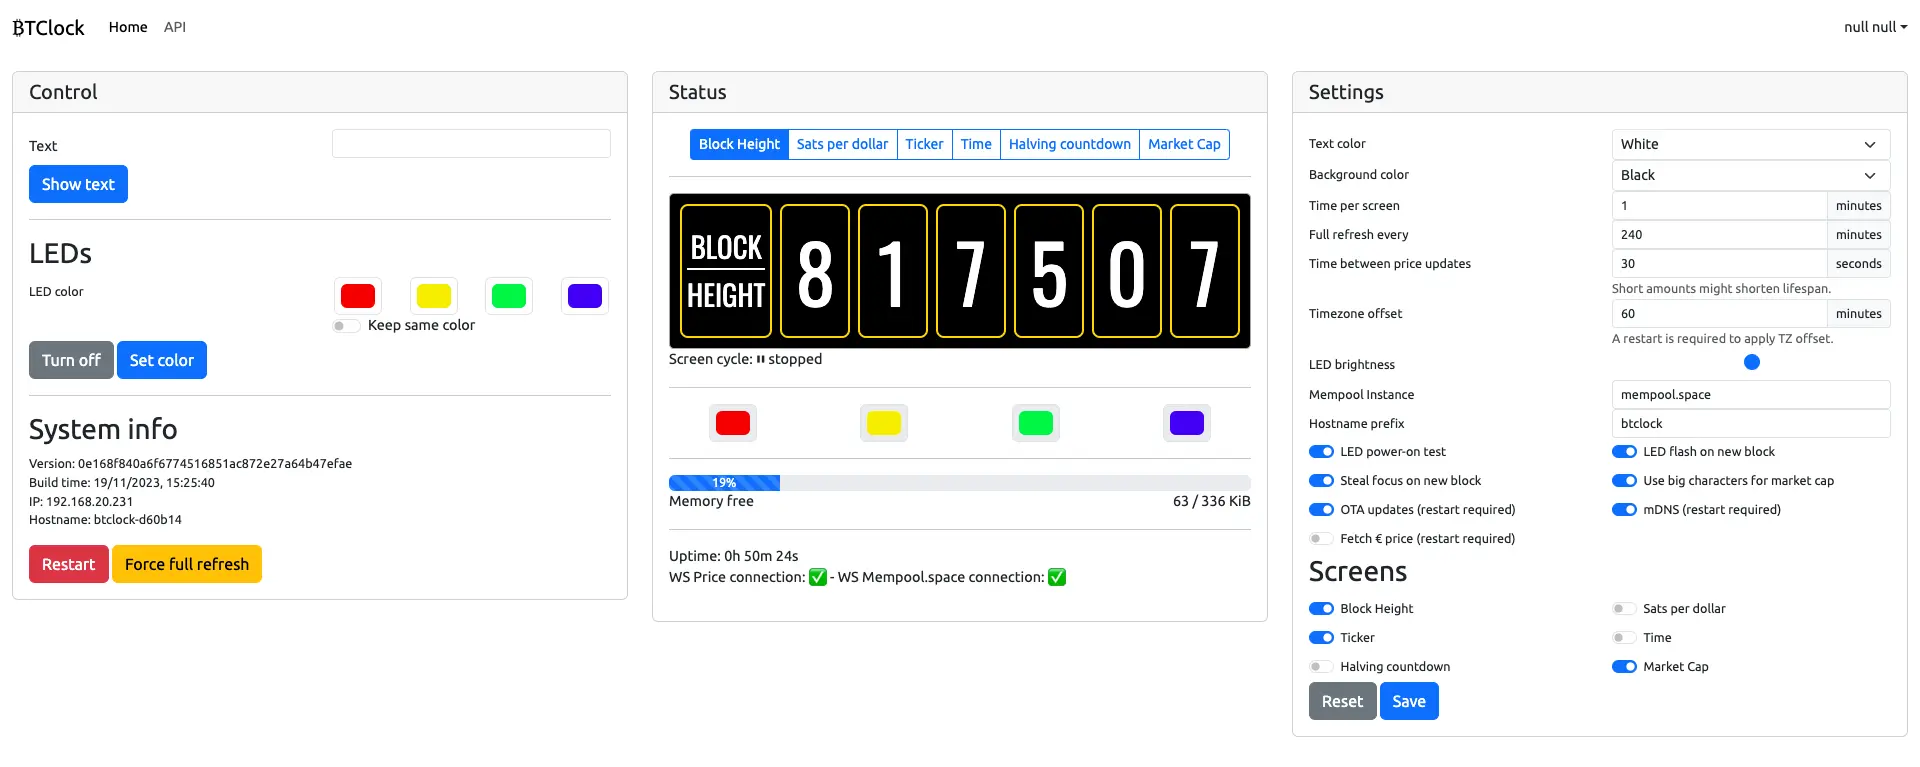 ₿TClock Home API null null
Control
Text
Show text
LEDs
LED color
Keep same color
Turn off Set color
System info
Version: 0e168f840a6f6774516851ac872e27a64b47efae
Build time: 19/11/2023, 15:25:40
IP: 192.168.20.231
Hostname: btclock-d60b14
Restart Force full refresh
Status
Block Height Sats per dollar Ticker Time Halving countdown Market Cap
BLOCK
HEIGHT
8 1 7 5 0 7
Screen cycle: ⏸ stopped
19%
Memory free 63 / 336 KiB
Uptime: 0h 50m 24s
WS Price connection: ✅ - WS Mempool.space connection: ✅
Settings
Text color White
Background color Black
Time per screen 1 minutes
Full refresh every 240 minutes
Time between price updates 30 seconds
Short amounts might shorten lifespan.
Timezone offset 60 minutes
A restart is required to apply TZ offset.
LED brightness
Mempool Instance mempool.space
Hostname prefix btclock
LED power-on test LED flash on new block
Steal focus on new block Use big characters for market cap
OTA updates (restart required) mDNS (restart required)
Fetch € price (restart required)
Screens
Block Height Sats per dollar
Ticker Time
Halving countdown Market Cap
Reset Save